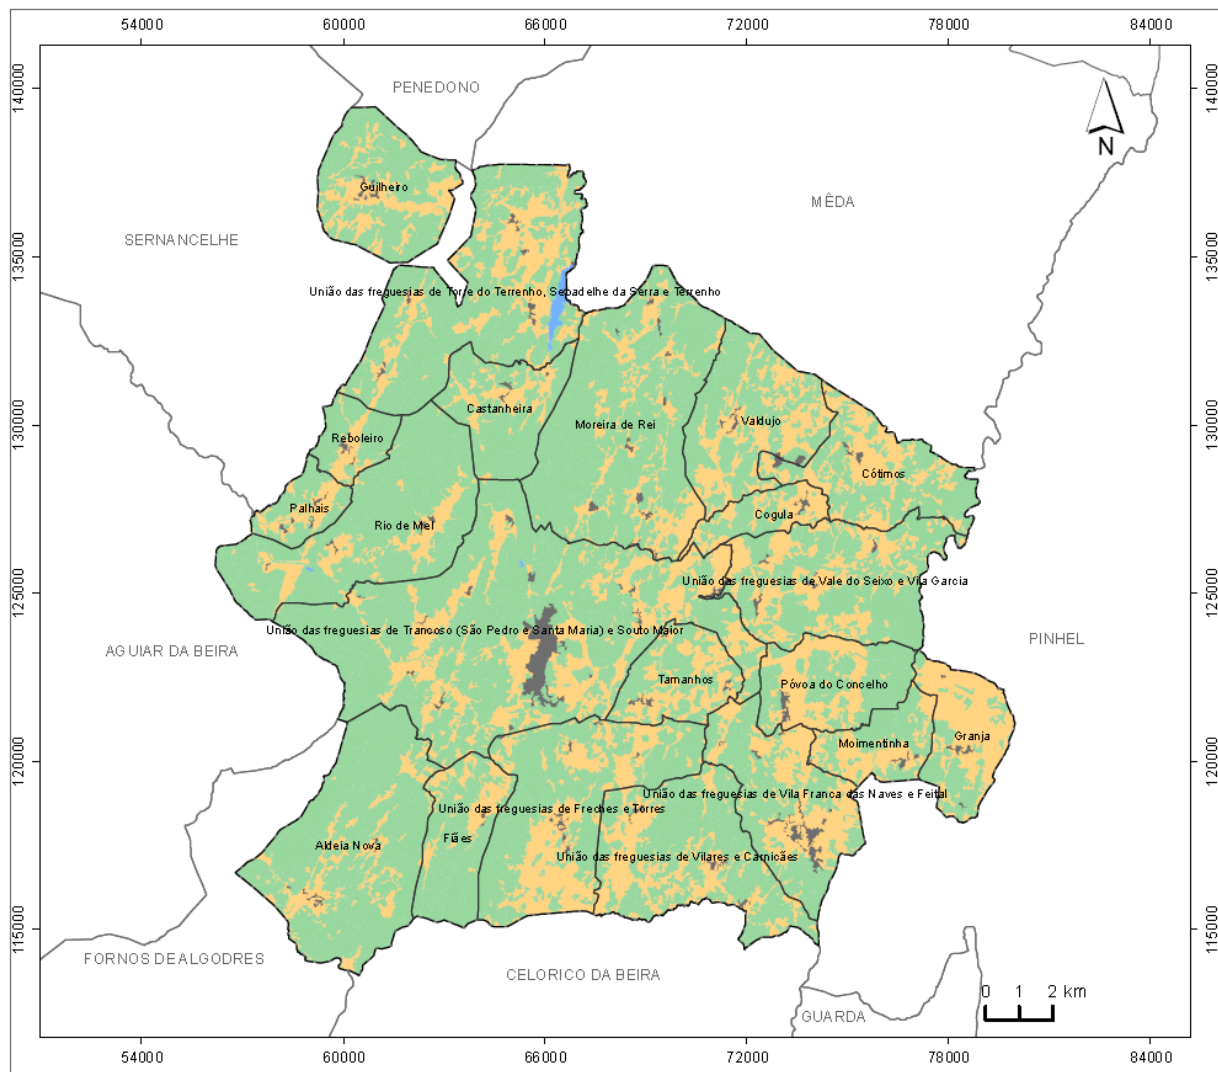 54000 60000 66000 72000 78000 84000
140000 140000
PENEDONO
N
Guilheiro
MÊDA
SERNANCELHE
135000 135000
União das freguesias de Torre do Terrenho, Sebadelhe da Serra e Terrenho
Castanheira
Moreira de Rei
Valdujo
130000 130000
Reboleiro
Cótimos
Palhais
Cogula
Rio de Mel
União das freguesias de Vale do Seixo e Vila Garcia
125000 125000
União das freguesias de Trancoso (São Pedro e Santa Maria) e Souto Maior
PINHEL
AGUIAR DA BEIRA
Tamanhos
Póvoa do Concelho
Moimentinha
Granja
120000 120000
União das freguesias de Vila Franca das Naves e Feital
União das freguesias de Freches e Torres
Fiães
Aldeia Nova
União das freguesias de Vilares e Carnicães
115000 115000
FORNOS DEALGODRES
CELORICO DA BEIRA
0 1 2 km
GUARDA
54000 60000 66000 72000 78000 84000